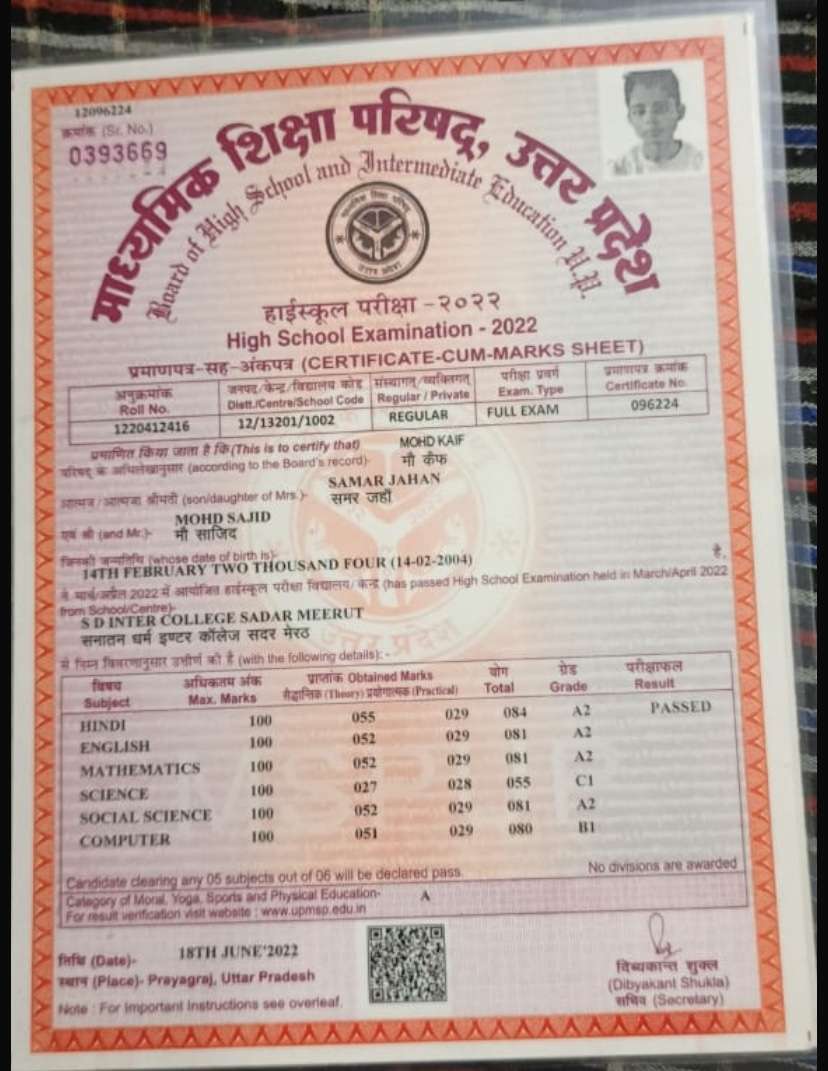 12096224
क्रमांक (Sr. No.)
0393669
माध्यमिक शिक्षा परिषद्, उत्तर प्रदेश
Board of High School and Intermediate Education U.P.
हाईस्कूल परीक्षा -२०२२
High School Examination - 2022
प्रमाणपत्र-सह-अंकपत्र (CERTIFICATE-CUM-MARKS SHEET)
अनुक्रमांक जनपद/केन्द्र/विद्यालय कोड संस्थागत/व्यक्तिगत परीक्षा प्रवर्ग प्रमाणपत्र क्रमांक
Roll No. Distt./Centre/School Code Regular / Private Exam. Type Certificate No.
1220412416 12/13201/1002 REGULAR FULL EXAM 096224
प्रमाणित किया जाता है कि (This is to certify that) MOHD KAIF
परिषद् के अभिलेखानुसार (according to the Board's record)- मौ कैफ
SAMAR JAHAN
आत्मज/आत्मजा श्रीमती (son/daughter of Mrs.)- समर जहाँ
MOHD SAJID
एवं श्री (and Mr.)- मौ साजिद
जिनकी जन्मतिथि (whose date of birth is)-
14TH FEBRUARY TWO THOUSAND FOUR (14-02-2004) है,
ने मार्च/अप्रैल 2022 में आयोजित हाईस्कूल परीक्षा विद्यालय/केन्द्र (has passed High School Examination held in March/April 2022
from School/Centre)-
S D INTER COLLEGE SADAR MEERUT
सनातन धर्म इण्टर कॉलेज सदर मेरठ
से निम्न विवरणानुसार उत्तीर्ण की है (with the following details):-
विषय अधिकतम अंक प्राप्तांक Obtained Marks योग ग्रेड परीक्षाफल
Subject Max. Marks सैद्धान्तिक (Theory) प्रयोगात्मक (Practical) Total Grade Result
HINDI 100 055 029 084 A2 PASSED
ENGLISH 100 052 029 081 A2
MATHEMATICS 100 052 029 081 A2
SCIENCE 100 027 028 055 C1
SOCIAL SCIENCE 100 052 029 081 A2
COMPUTER 100 051 029 080 B1
Candidate clearing any 05 subjects out of 06 will be declared pass. No divisions are awarded
Category of Moral, Yoga, Sports and Physical Education- A
For result verification visit website : www.upmsp.edu.in
तिथि (Date)- 18TH JUNE'2022
स्थान (Place)- Prayagraj, Uttar Pradesh
दिब्यकान्त शुक्ल
(Dibyakant Shukla)
सचिव (Secretary)
Note : For Important Instructions see overleaf.